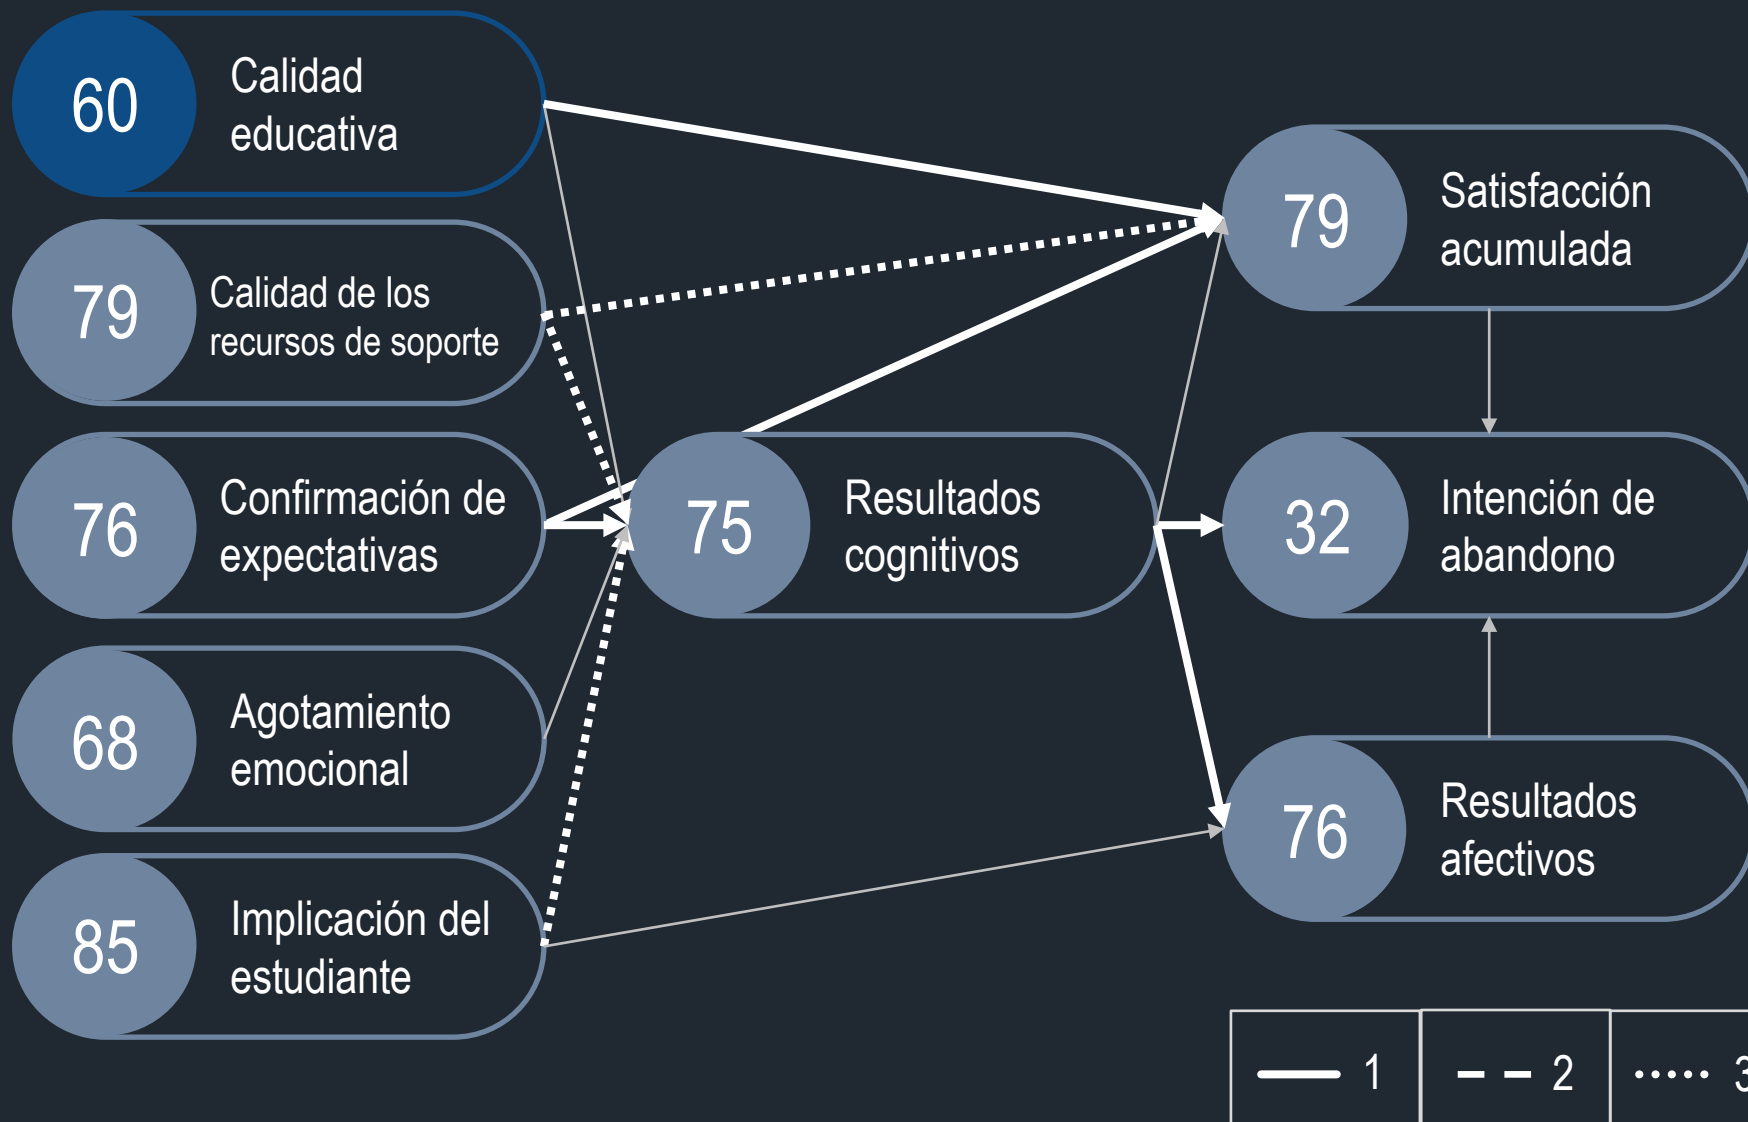 60
Calidad
educativa
79
Calidad de los
recursos de soporte
76
Confirmación de
expectativas
68
Agotamiento
emocional
85
Implicación del
estudiante
75
Resultados
cognitivos
79
Satisfacción
acumulada
32
Intención de
abandono
76
Resultados
afectivos
1
2
3